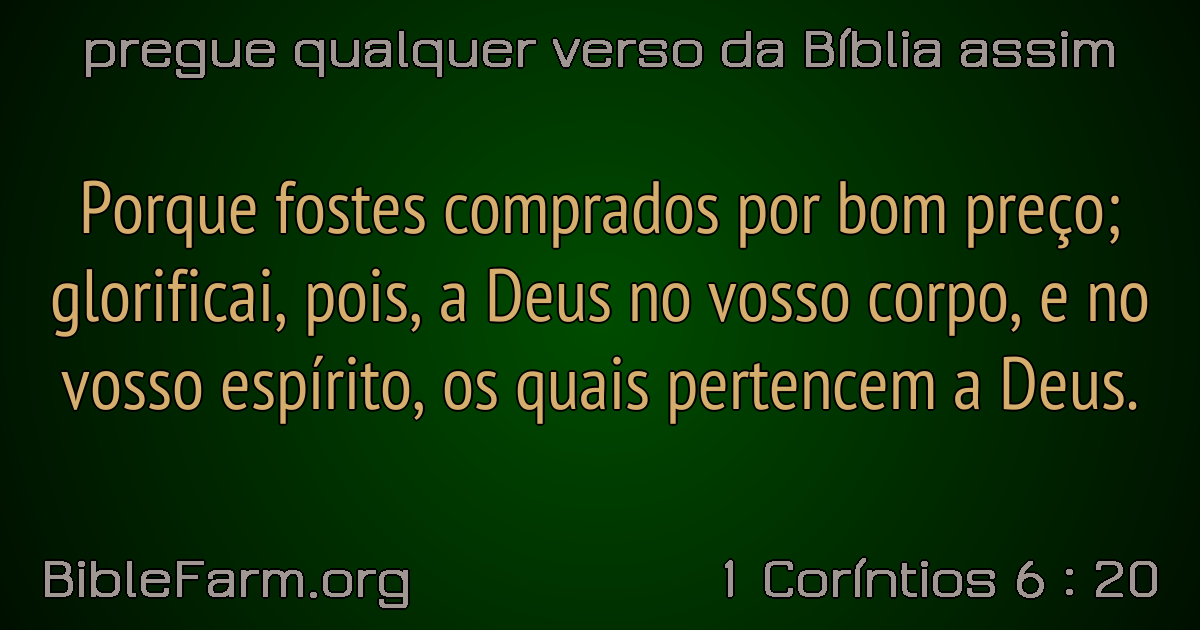 pregue qualquer verso da Bíblia assim
Porque fostes comprados por bom preço;
glorificai, pois, a Deus no vosso corpo, e no
vosso espírito, os quais pertencem a Deus.
BibleFarm.org
1 Coríntios 6 : 20